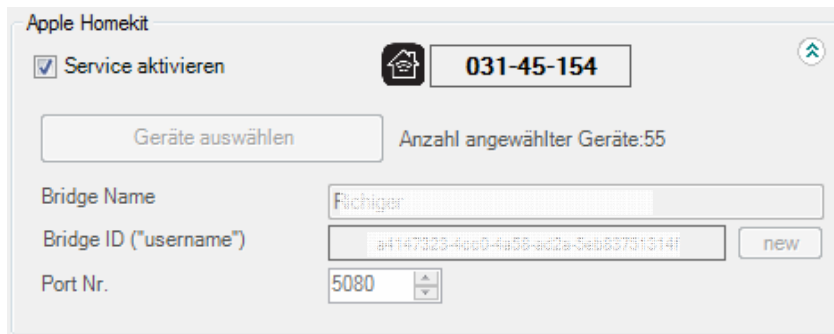 Apple Homekit
Service aktivieren
031-45-154
Geräte auswählen
Anzahl angewählter Geräte:55
Bridge Name
Richiger
Bridge ID ("username")
new
Port Nr.
5080